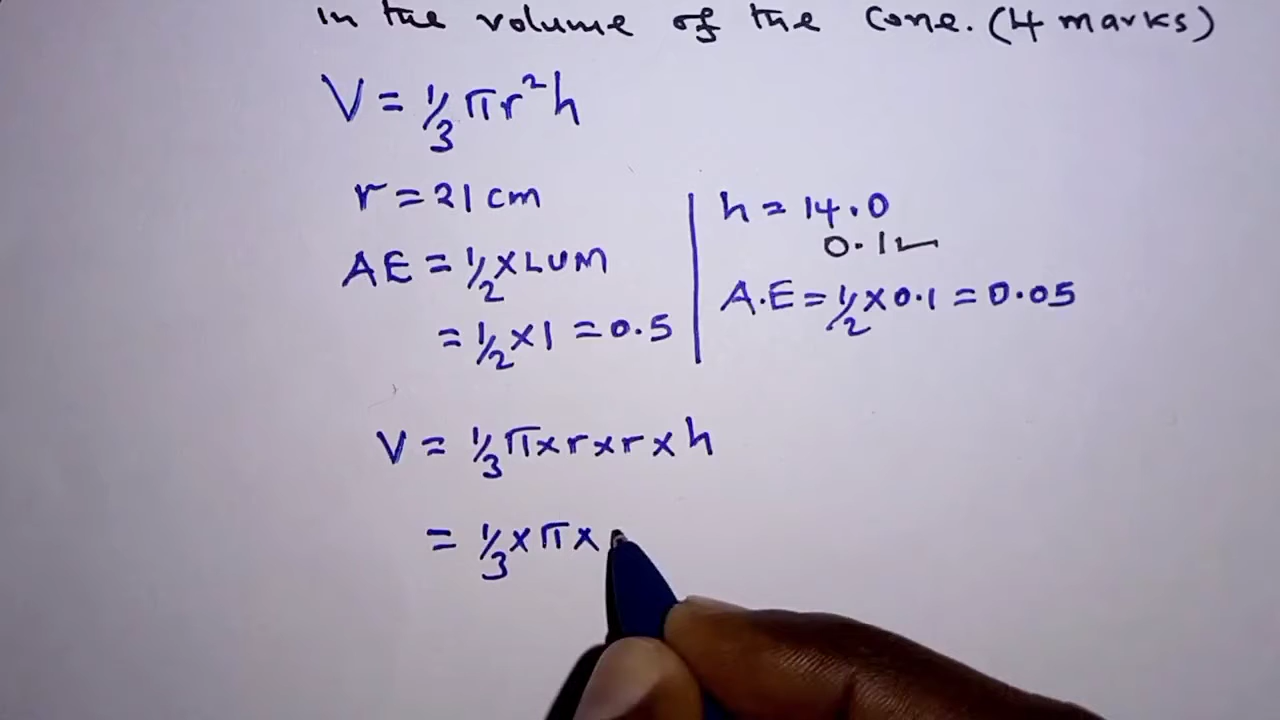 in the volume of the cone. (4 marks)
V = 1/3 πr²h
r = 21 cm
AE = 1/2 × LUM
= 1/2 × 1 = 0.5
h = 14.0
0.1
A.E = 1/2 × 0.1 = 0.05
V = 1/3 π × r × r × h
= 1/3 × π ×